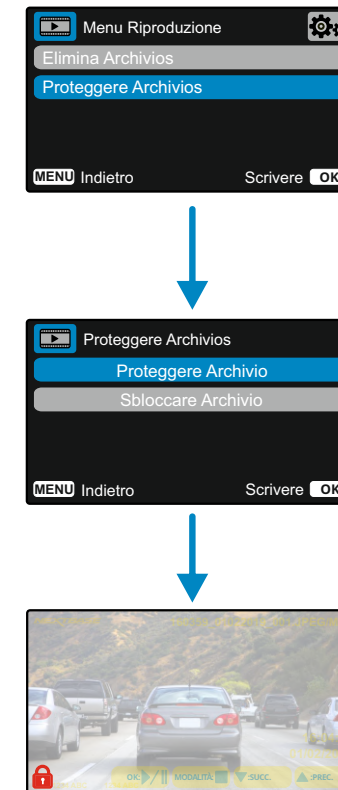 Menu Riproduzione
Elimina Archivios
Proteggere Archivios
MENU Indietro Scrivere OK
Proteggere Archivios
Proteggere Archivio
Sbloccare Archivio
MENU Indietro Scrivere OK
OK: MODALITÀ: :SUCC. :PREC.